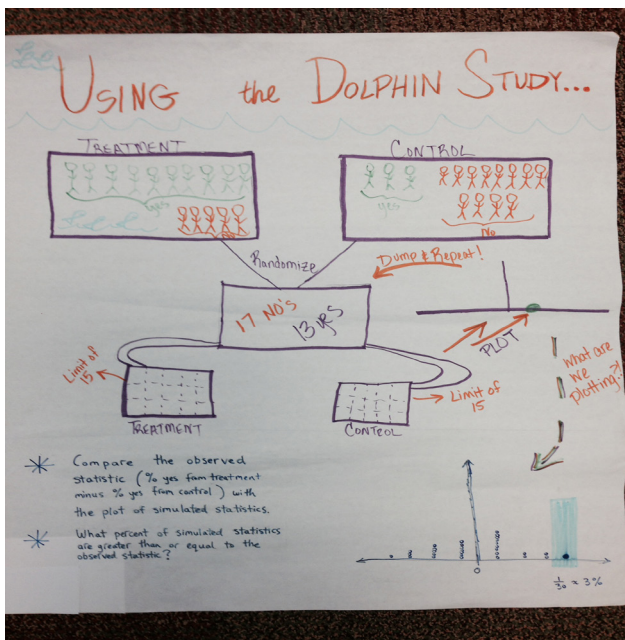 USING the DOLPHIN STUDY...
TREATMENT
CONTROL
yes
No
yes
No
Randomize
Dump & Repeat!
17 NO'S
13 yes
PLOT
what are
we
plotting?!
Limit of
15
Limit of
15
TREATMENT
CONTROL
Compare the observed
statistic (% yes from treatment
minus % yes from control) with
the plot of simulated statistics.
What percent of simulated statistics
are greater than or equal to the
observed statistic?
0
1/30 = 3%